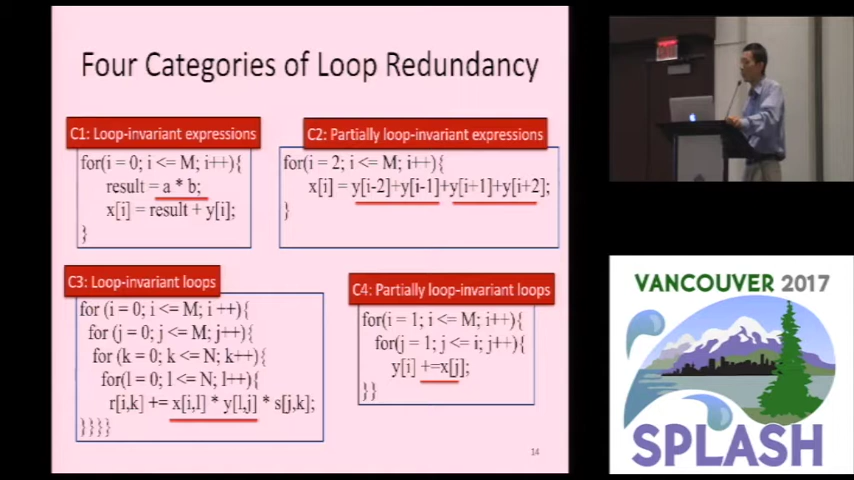 Four Categories of Loop Redundancy
C1: Loop-invariant expressions
for(i = 0; i <= M; i++){
result = a * b;
x[i] = result + y[i];
}
C2: Partially loop-invariant expressions
for(i = 2; i <= M; i++){
x[i] = y[i-2]+y[i-1]+y[i+1]+y[i+2];
}
C3: Loop-invariant loops
for (i = 0; i <= M; i ++){
for (j = 0; j <= M; j++){
for (k = 0; k <= N; k++){
for(l = 0; l <= N; l++){
r[i,k] += x[i,l] * y[l,j] * s[j,k];
}}}}
C4: Partially loop-invariant loops
for(i = 1; i <= M; i++){
for(j = 1; j <= i; j++){
y[i] +=x[j];
}}
14
VANCOUVER 2017
SPLASH